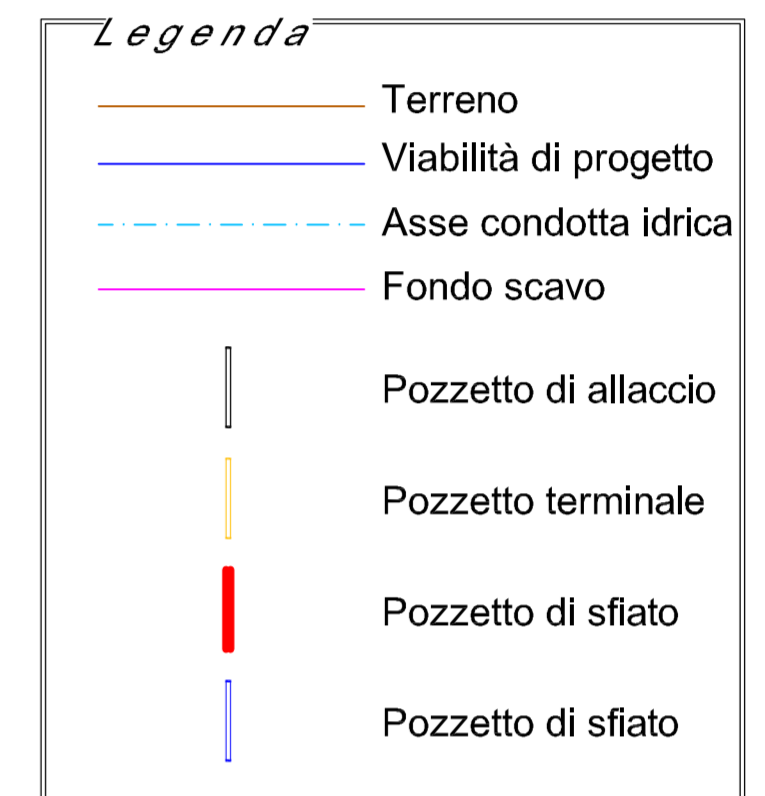 Legenda
Terreno
Viabilità di progetto
Asse condotta idrica
Fondo scavo
Pozzetto di allaccio
Pozzetto terminale
Pozzetto di sfiato
Pozzetto di sfiato